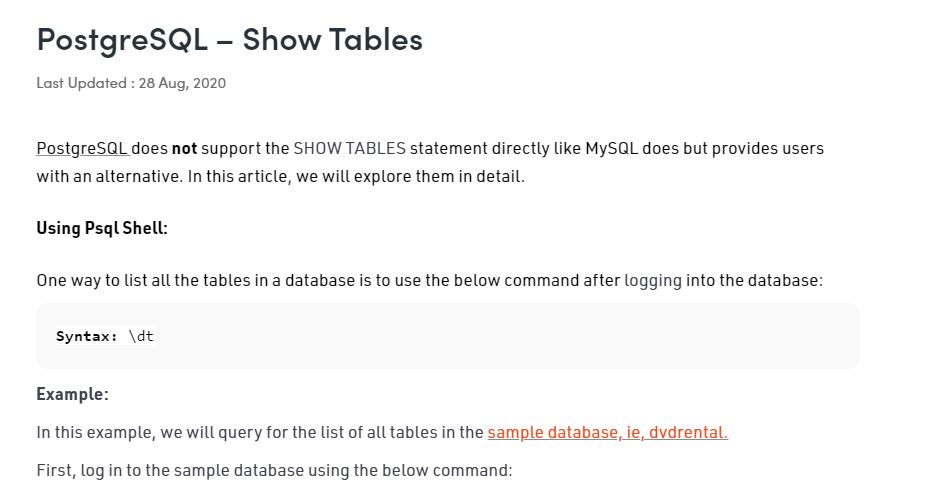 PostgreSQL – Show Tables
Last Updated : 28 Aug, 2020
PostgreSQL does not support the SHOW TABLES statement directly like MySQL does but provides users
with an alternative. In this article, we will explore them in detail.
Using Psql Shell:
One way to list all the tables in a database is to use the below command after logging into the database:
Syntax: \dt
Example:
In this example, we will query for the list of all tables in the sample database, ie, dvdrental.
First, log in to the sample database using the below command: